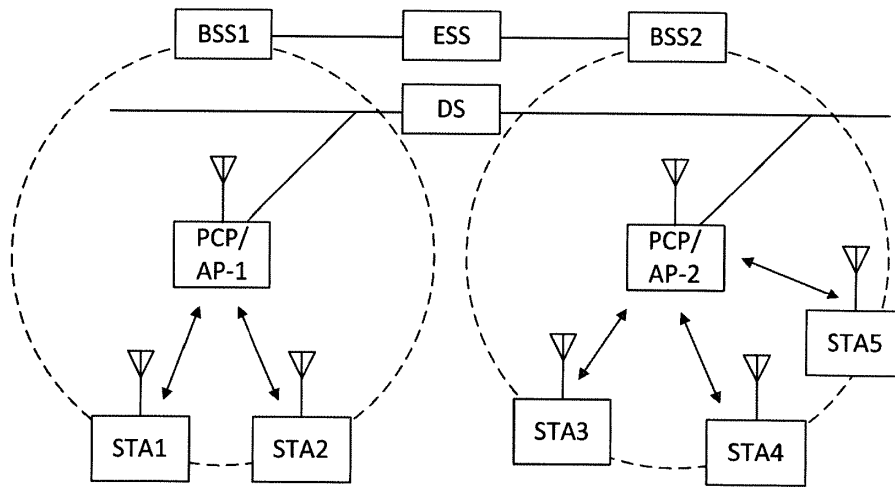 BSS1
ESS
BSS2
DS
PCP/
AP-1
PCP/
AP-2
STA5
STA1
STA2
STA3
STA4